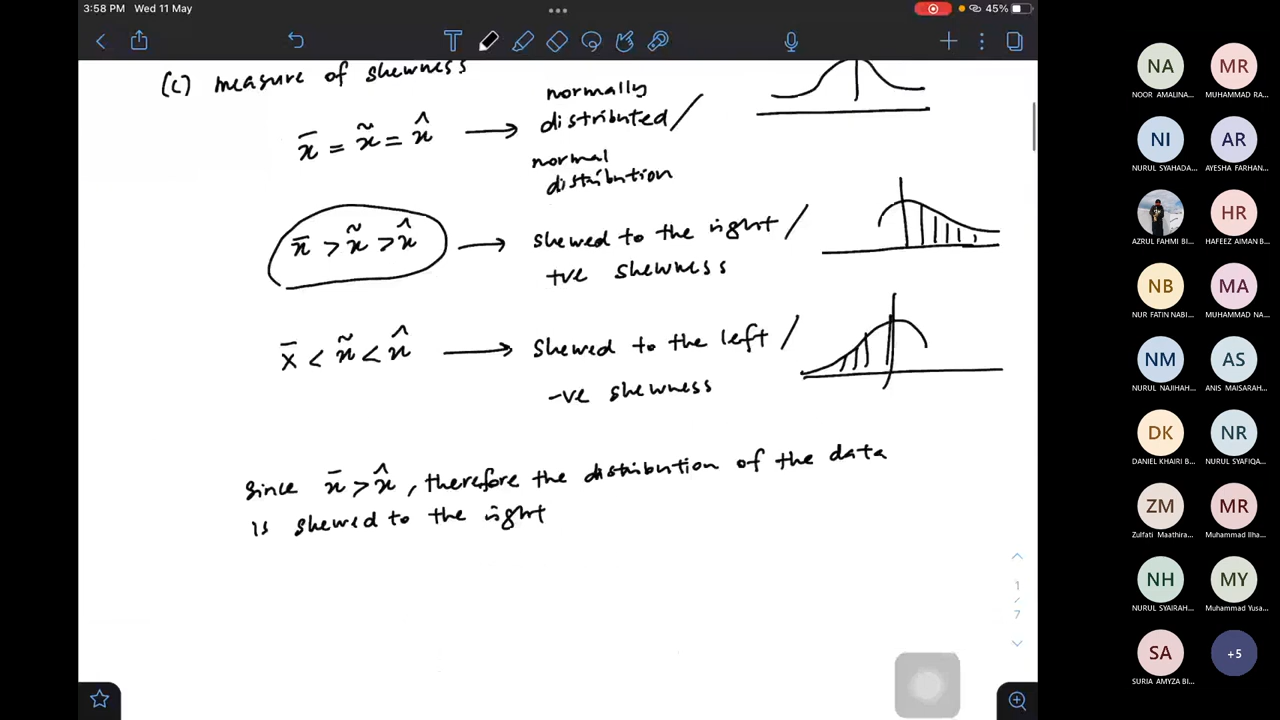 3:58 PM Wed 11 May
45%
(c) measure of skewness
x̄ = x̃ = x̂ → normally distributed / normal distribution
x̄ > x̃ > x̂ → skewed to the right / +ve skewness
x̄ < x̃ < x̂ → skewed to the left / -ve skewness
since x̄ > x̂, therefore the distribution of the data
is skewed to the right
1
7
NA
NOOR AMALINA...
MR
MUHAMMAD RA...
NI
NURUL SYAHADA...
AR
AYESHA FARHAN...
AZRUL FAHMI BI...
HR
HAFEEZ AIMAN B...
NB
NUR FATIN NABI...
MA
MUHAMMAD NA...
NM
NURUL NAJIHAH...
AS
ANIS MAISARAH...
DK
DANIEL KHAIRI B...
NR
NURUL SYAFIQA...
ZM
Zulfati Maathira...
MR
Muhammad Ilha...
NH
NURUL SYAIRAH...
MY
Muhammad Yusa...
SA
SURIA AMYZA BI...
+5